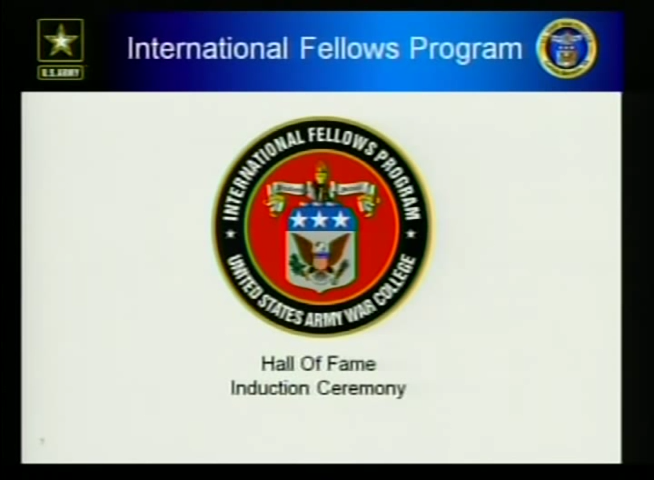 International Fellows Program
U.S. ARMY
INTERNATIONAL FELLOWS PROGRAM
UNITED STATES ARMY WAR COLLEGE
Hall Of Fame
Induction Ceremony